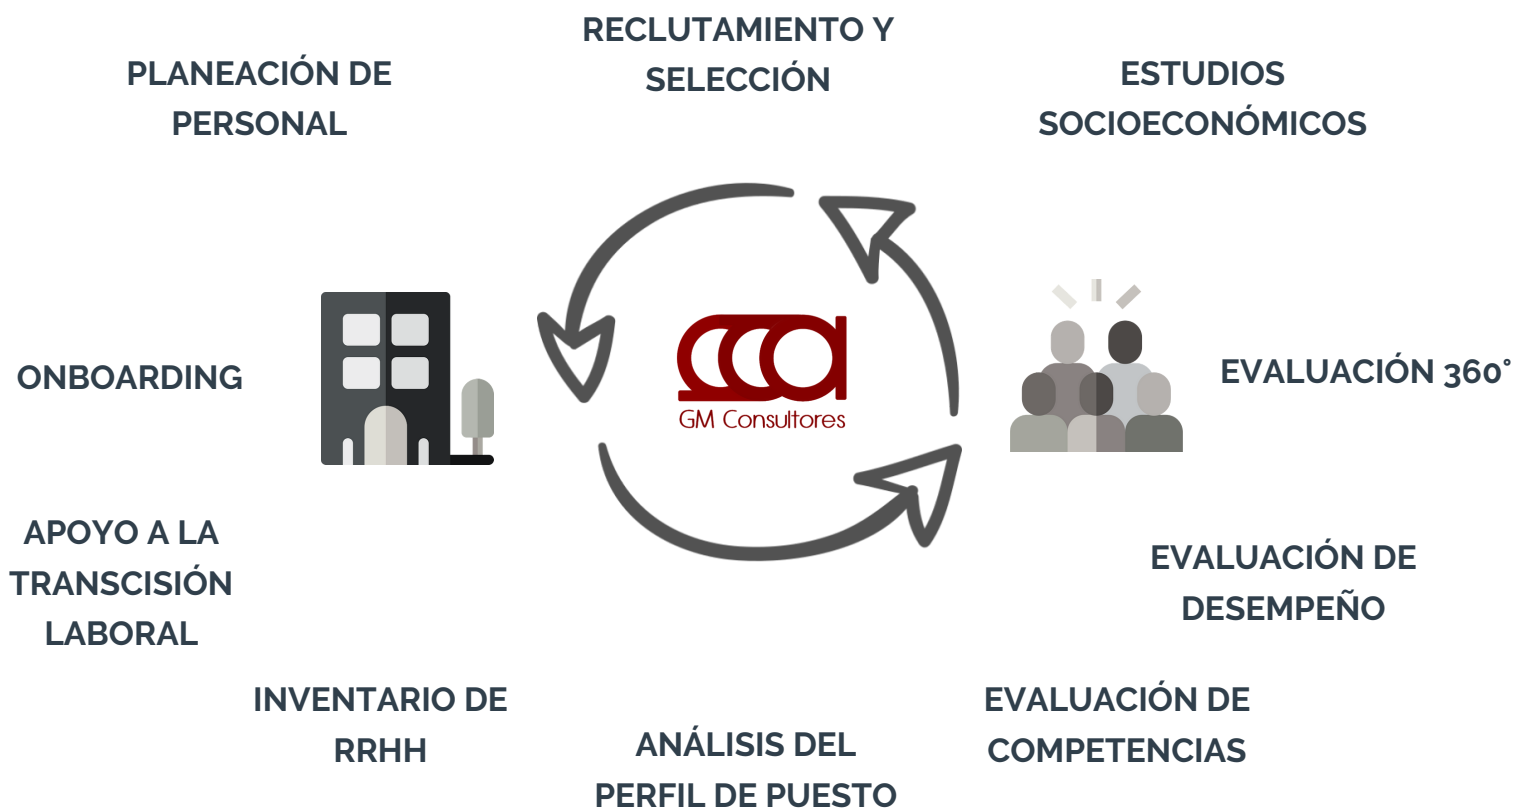 RECLUTAMIENTO Y
SELECCIÓN
PLANEACIÓN DE
PERSONAL
ESTUDIOS
SOCIOECONÓMICOS
ONBOARDING
GM Consultores
EVALUACIÓN 360°
APOYO A LA
TRANSCISIÓN
LABORAL
EVALUACIÓN DE
DESEMPEÑO
INVENTARIO DE
RRHH
ANÁLISIS DEL
PERFIL DE PUESTO
EVALUACIÓN DE
COMPETENCIAS